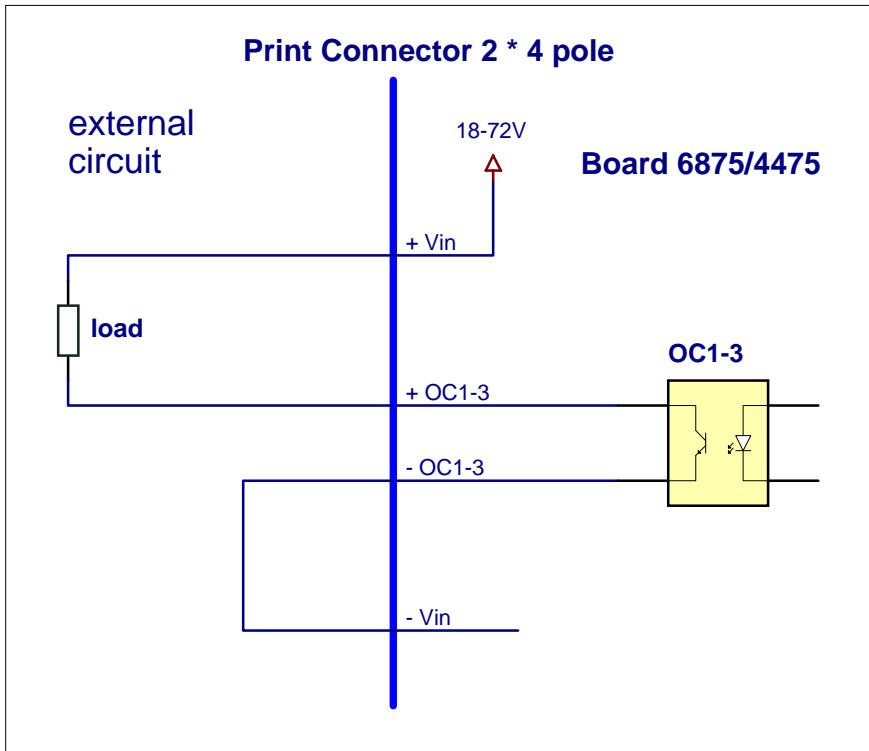 Print Connector 2 * 4 pole
external
circuit
18-72V
Board 6875/4475
+ Vin
load
OC1-3
+ OC1-3
- OC1-3
- Vin